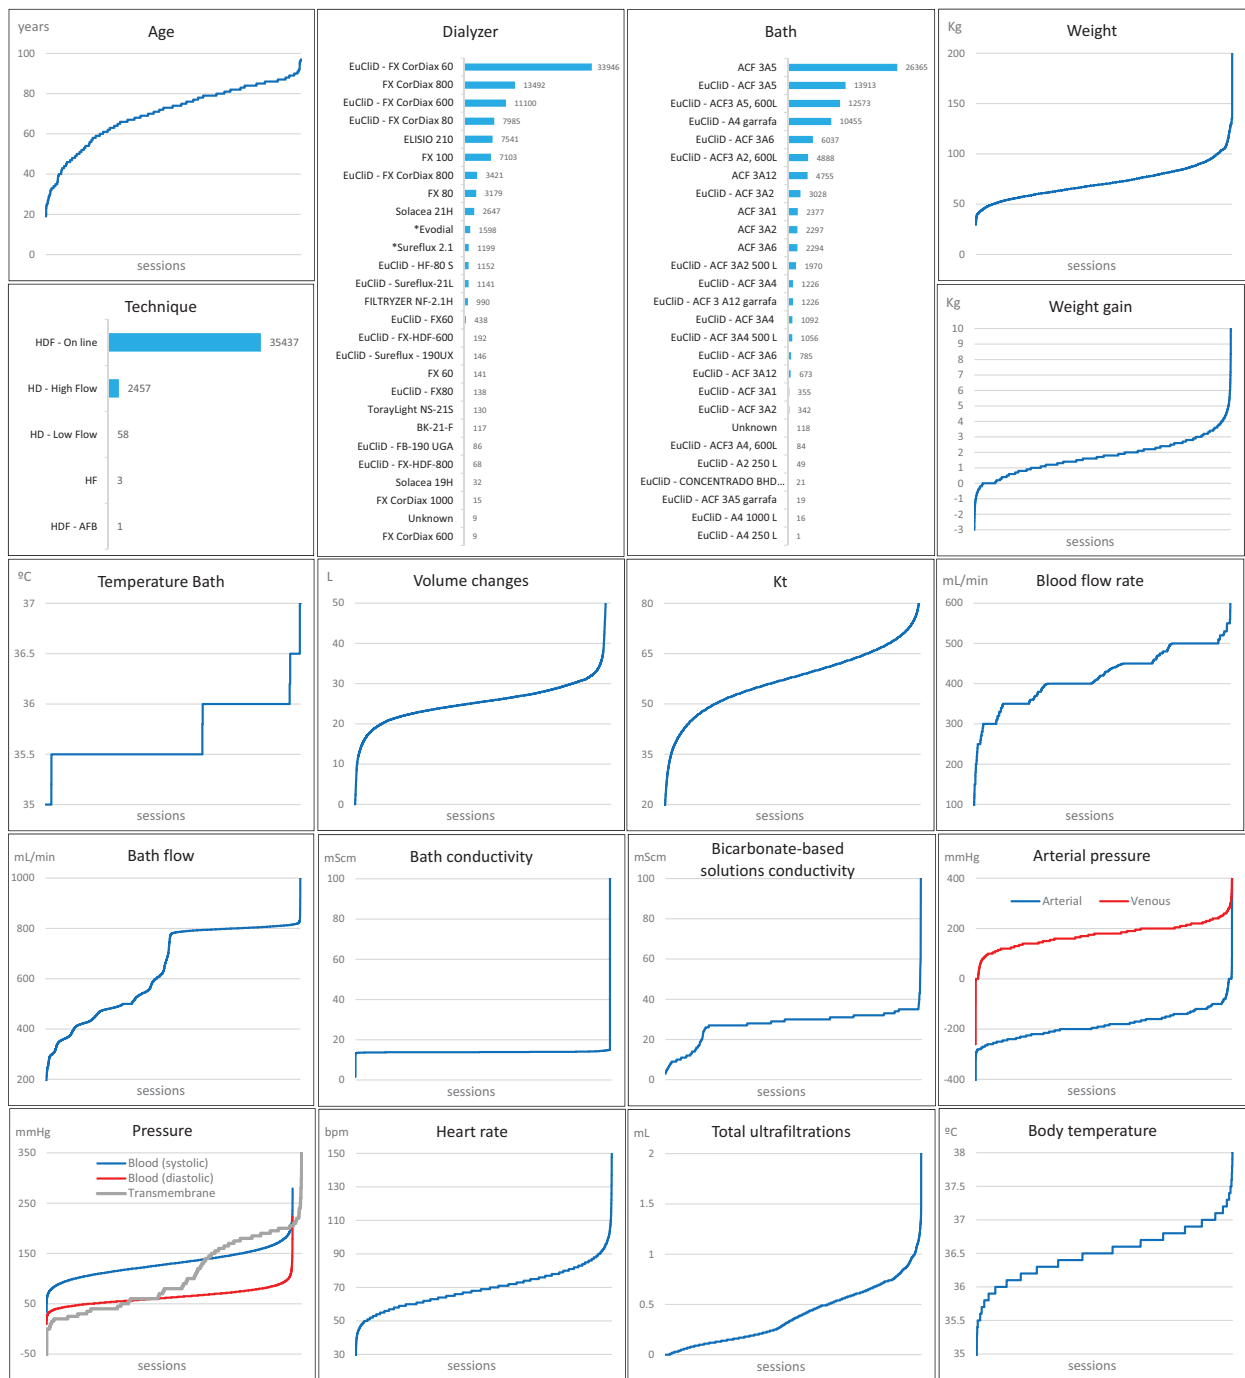 years
Age
100
80
60
40
20
0
sessions
Technique
HDF - On line 35437
HD - High Flow 2457
HD - Low Flow 58
HF 3
HDF - AFB 1
Dialyzer
EuCliD - FX CorDiax 60 33946
FX CorDiax 800 13492
EuCliD - FX CorDiax 600 11100
EuCliD - FX CorDiax 80 7985
ELISIO 210 7541
FX 100 7103
EuCliD - FX CorDiax 800 3421
FX 80 3179
Solacea 21H 2647
*Evodial 1598
*Sureflux 2.1 1199
EuCliD - HF-80 S 1152
EuCliD - Sureflux-21L 1141
FILTRYZER NF-2.1H 990
EuCliD - FX60 438
EuCliD - FX-HDF-600 192
EuCliD - Sureflux - 190UX 146
FX 60 141
EuCliD - FX80 138
TorayLight NS-21S 130
BK-21-F 117
EuCliD - FB-190 UGA 86
EuCliD - FX-HDF-800 68
Solacea 19H 32
FX CorDiax 1000 15
Unknown 9
FX CorDiax 600 9
Bath
ACF 3A5 26365
EuCliD - ACF 3A5 13913
EuCliD - ACF3 A5, 600L 12573
EuCliD - A4 garrafa 10455
EuCliD - ACF 3A6 6037
EuCliD - ACF3 A2, 600L 4888
ACF 3A12 4755
EuCliD - ACF 3A2 3028
ACF 3A1 2377
ACF 3A2 2297
ACF 3A6 2294
EuCliD - ACF 3A2 500 L 1970
EuCliD - ACF 3A4 1226
EuCliD - ACF 3 A12 garrafa 1226
EuCliD - ACF 3A4 1092
EuCliD - ACF 3A4 500 L 1056
EuCliD - ACF 3A6 785
EuCliD - ACF 3A12 673
EuCliD - ACF 3A1 355
EuCliD - ACF 3A2 342
Unknown 118
EuCliD - ACF3 A4, 600L 84
EuCliD - A2 250 L 49
EuCliD - CONCENTRADO BHD... 21
EuCliD - ACF 3A5 garrafa 19
EuCliD - A4 1000 L 16
EuCliD - A4 250 L 1
Kg
Weight
200
150
100
50
0
sessions
Kg
Weight gain
10
9
8
7
6
5
4
3
2
1
0
-1
-2
-3
sessions
ºC
Temperature Bath
37
36.5
36
35.5
35
sessions
L
Volume changes
50
40
30
20
10
0
sessions
Kt
80
65
50
35
20
sessions
mL/min
Blood flow rate
600
500
400
300
200
100
sessions
mL/min
Bath flow
1000
800
600
400
200
sessions
mScm
Bath conductivity
100
80
60
40
20
0
sessions
mScm
Bicarbonate-based
solutions conductivity
100
80
60
40
20
0
sessions
mmHg
Arterial pressure
Arterial Venous
400
200
0
-200
-400
sessions
mmHg
Pressure
Blood (systolic)
Blood (diastolic)
Transmembrane
350
250
150
50
-50
sessions
bpm
Heart rate
150
130
110
90
70
50
30
sessions
mL
Total ultrafiltrations
2
1.5
1
0.5
0
sessions
ºC
Body temperature
38
37.5
37
36.5
36
35.5
35
sessions